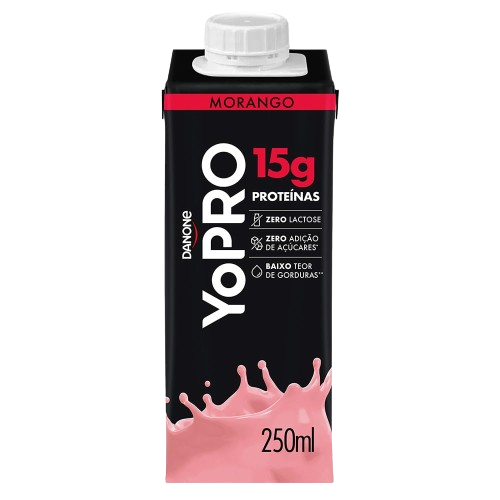 MORANGO
DANONE
YoPRO
15g
PROTEÍNAS
ZERO LACTOSE
ZERO ADIÇÃO
DE AÇÚCARES*
BAIXO TEOR
DE GORDURAS**
250ml